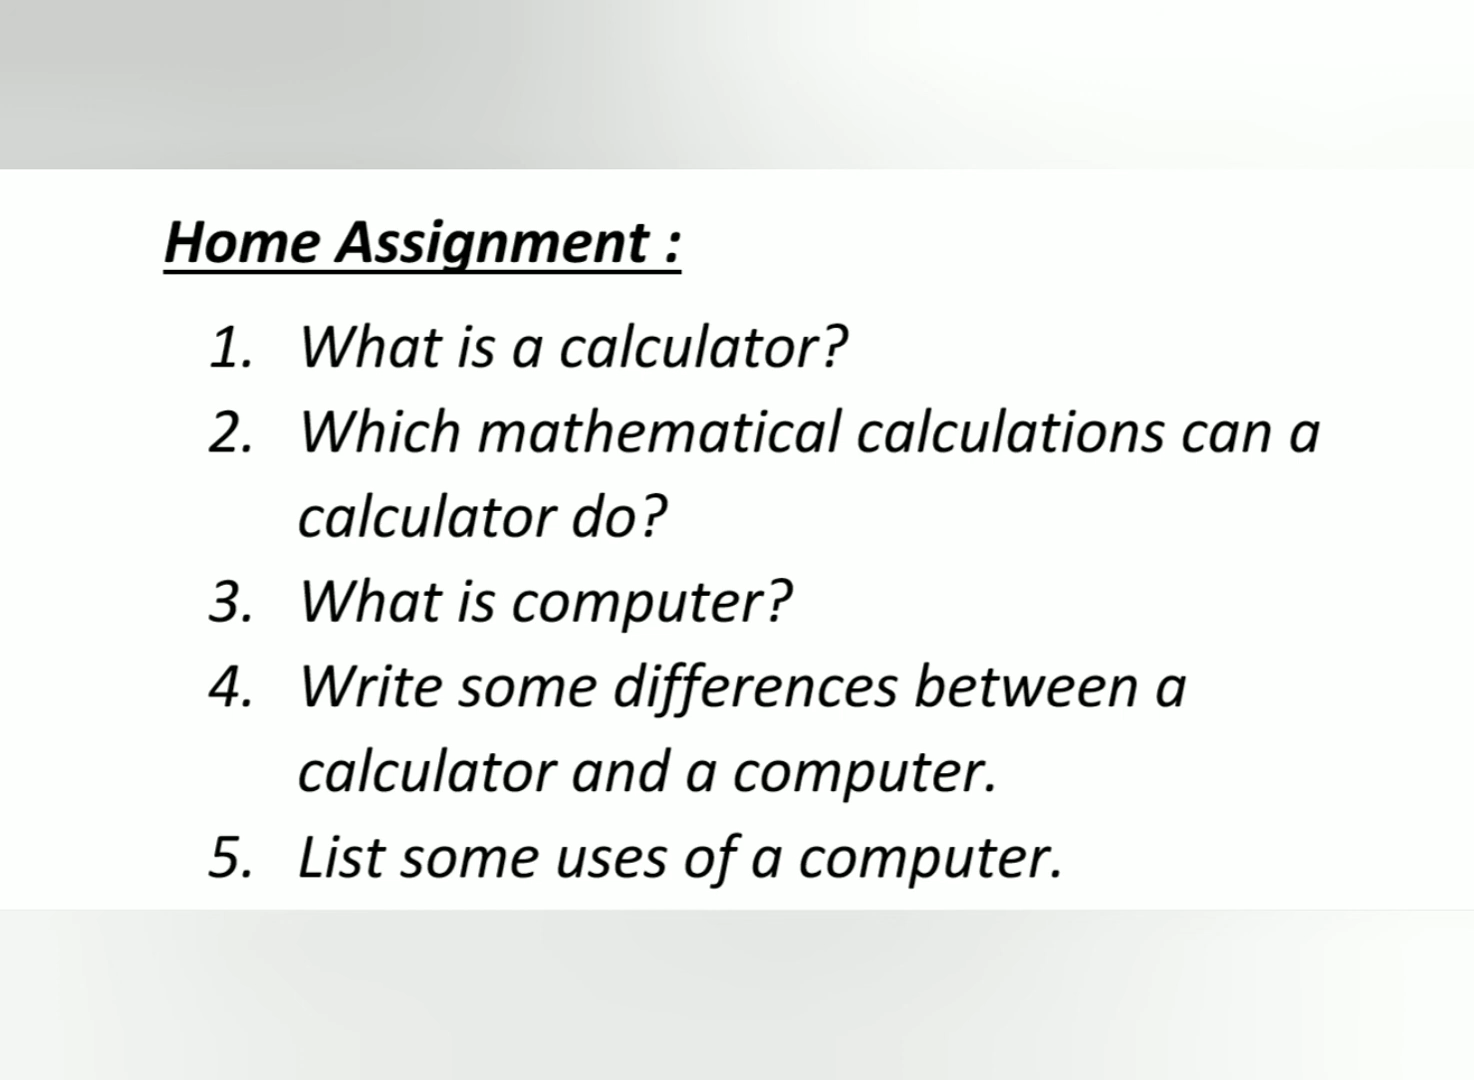 Home Assignment :
1. What is a calculator?
2. Which mathematical calculations can a
calculator do?
3. What is computer?
4. Write some differences between a
calculator and a computer.
5. List some uses of a computer.